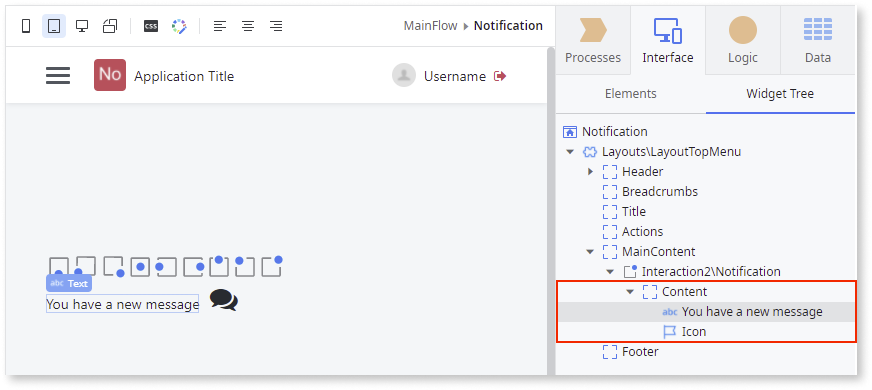 css
MainFlow Notification
No Application Title
Username
abc Text
You have a new message
Processes Interface Logic Data
Elements Widget Tree
Notification
Layouts\LayoutTopMenu
Header
Breadcrumbs
Title
Actions
MainContent
Interaction2\Notification
Content
abc You have a new message
Icon
Footer